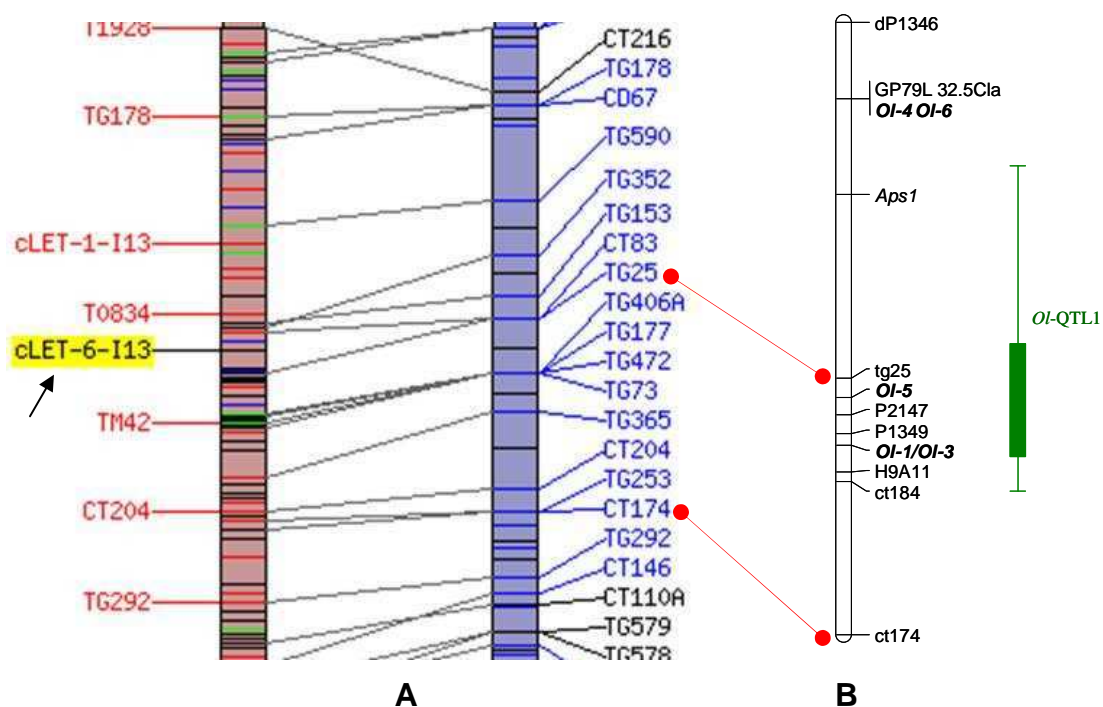 T1928
TG178
cLET-1-I13
T0834
cLET-6-I13
TM42
CT204
TG292
CT216
TG178
CD67
TG590
TG352
TG153
CT83
TG25
TG406A
TG177
TG472
TG73
TG365
CT204
TG253
CT174
TG292
CT146
CT110A
TG579
TG578
A
dP1346
GP79L 32.5Cla
Ol-4 Ol-6
Aps1
tg25
Ol-5
P2147
P1349
Ol-1/Ol-3
H9A11
ct184
ct174
Ol-QTL1
B